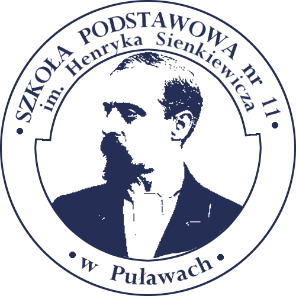 • SZKOŁA PODSTAWOWA nr 11 •
im. Henryka Sienkiewicza
• w Puławach •